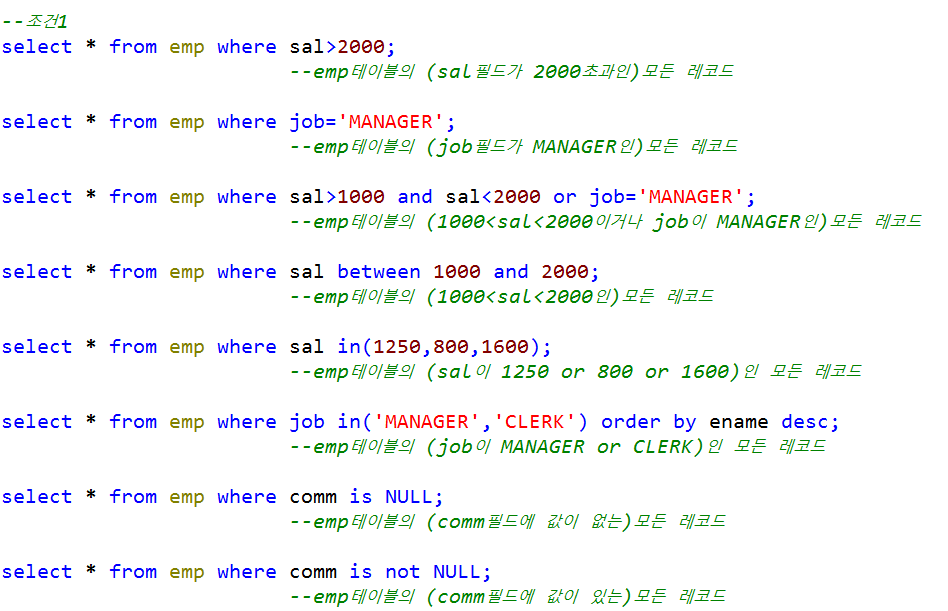 --조건1
select * from emp where sal>2000;
--emp테이블의 (sal필드가 2000초과인)모든 레코드
select * from emp where job='MANAGER';
--emp테이블의 (job필드가 MANAGER인)모든 레코드
select * from emp where sal>1000 and sal<2000 or job='MANAGER';
--emp테이블의 (1000<sal<2000이거나 job이 MANAGER인)모든 레코드
select * from emp where sal between 1000 and 2000;
--emp테이블의 (1000<sal<2000인)모든 레코드
select * from emp where sal in(1250,800,1600);
--emp테이블의 (sal이 1250 or 800 or 1600)인 모든 레코드
select * from emp where job in('MANAGER','CLERK') order by ename desc;
--emp테이블의 (job이 MANAGER or CLERK)인 모든 레코드
select * from emp where comm is NULL;
--emp테이블의 (comm필드에 값이 없는)모든 레코드
select * from emp where comm is not NULL;
--emp테이블의 (comm필드에 값이 있는)모든 레코드